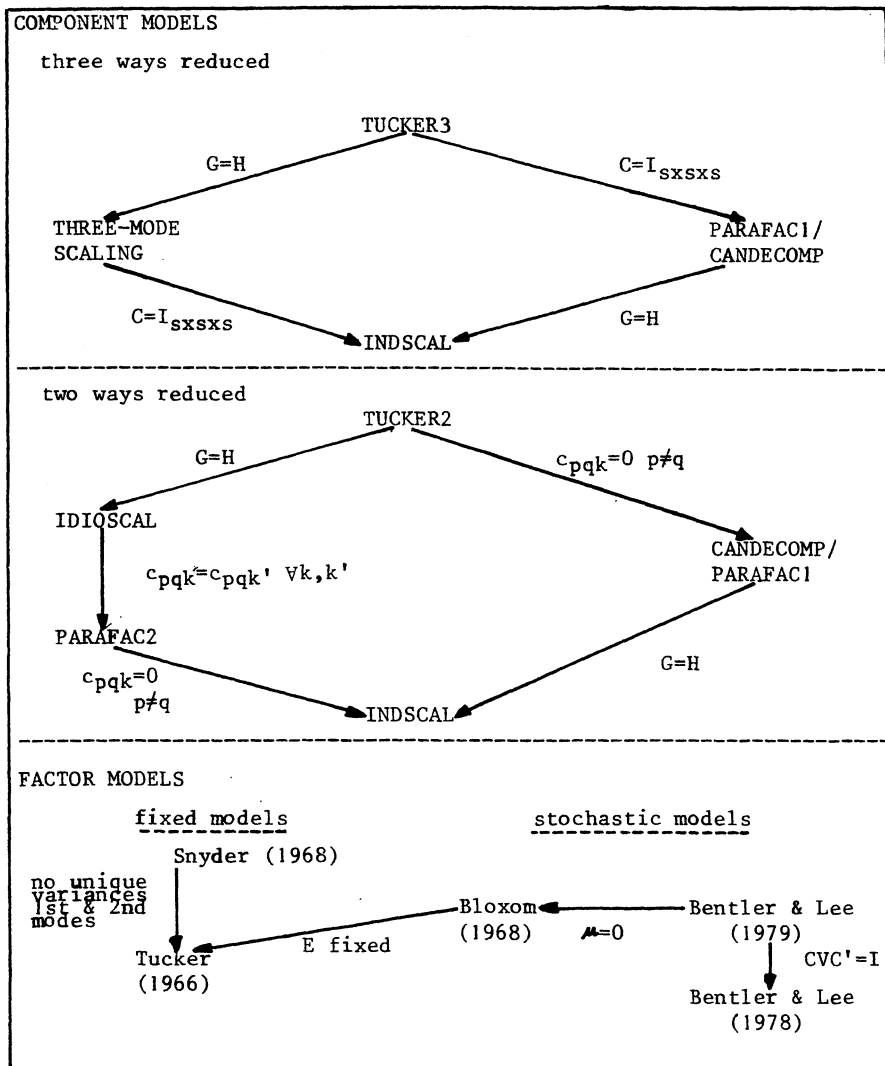 COMPONENT MODELS
three ways reduced
TUCKER3
G=H
C=I_sxsxs
THREE-MODE
SCALING
PARAFAC1/
CANDECOMP
C=I_sxsxs
G=H
INDSCAL
two ways reduced
TUCKER2
G=H
c_pqk=0 p≠q
IDIOSCAL
CANDECOMP/
PARAFAC1
c_pqk=c_pqk' ∀k,k'
PARAFAC2
c_pqk=0
p≠q
G=H
INDSCAL
FACTOR MODELS
fixed models
stochastic models
Snyder (1968)
no unique
variances
1st & 2nd
modes
Bloxom
(1968)
μ=0
Bentler & Lee
(1979)
E fixed
Tucker
(1966)
CVC'=I
Bentler & Lee
(1978)